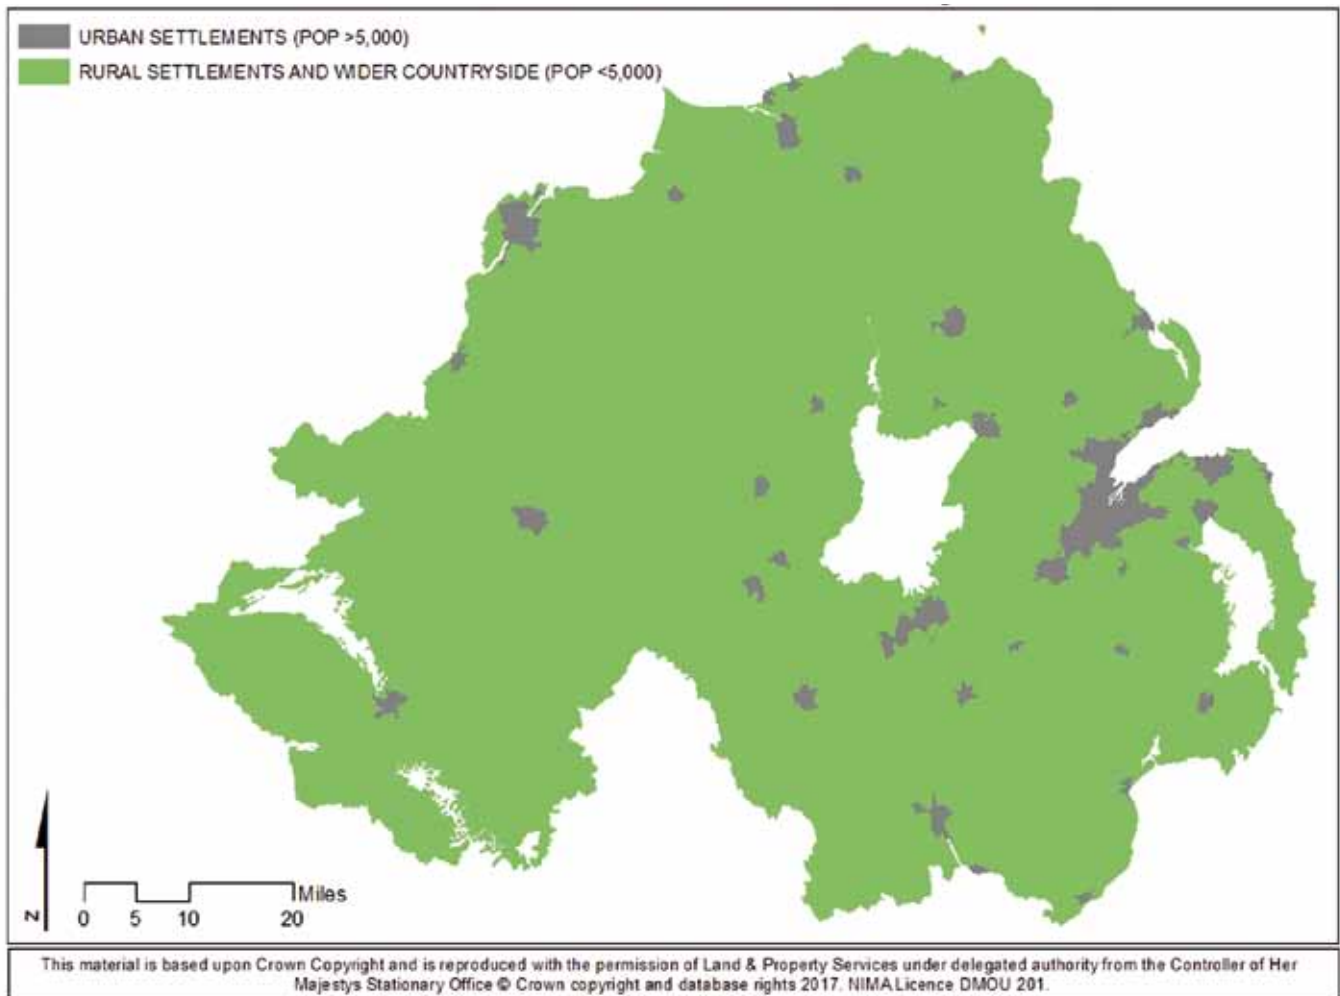 URBAN SETTLEMENTS (POP >5,000)
RURAL SETTLEMENTS AND WIDER COUNTRYSIDE (POP <5,000)
Miles
0 5 10 20
N
This material is based upon Crown Copyright and is reproduced with the permission of Land & Property Services under delegated authority from the Controller of Her
Majestys Stationary Office © Crown copyright and database rights 2017. NIMA Licence DMOU 201.